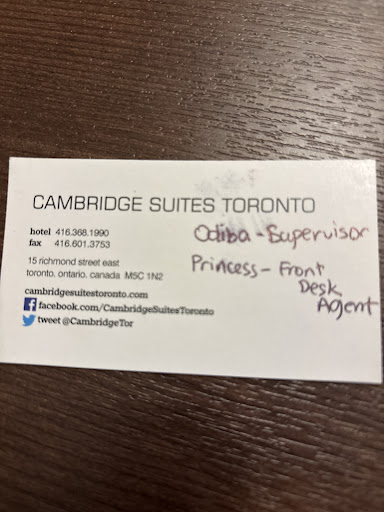 CAMBRIDGE SUITES TORONTO
hotel 416.368.1990
fax 416.601.3753
15 richmond street east
toronto. ontario. canada M5C 1N2
cambridgesuitestoronto.com
facebook.com/CambridgeSuitesToronto
tweet @CambridgeTor
Odiba - Supervisor
Princess - Front
Desk
Agent